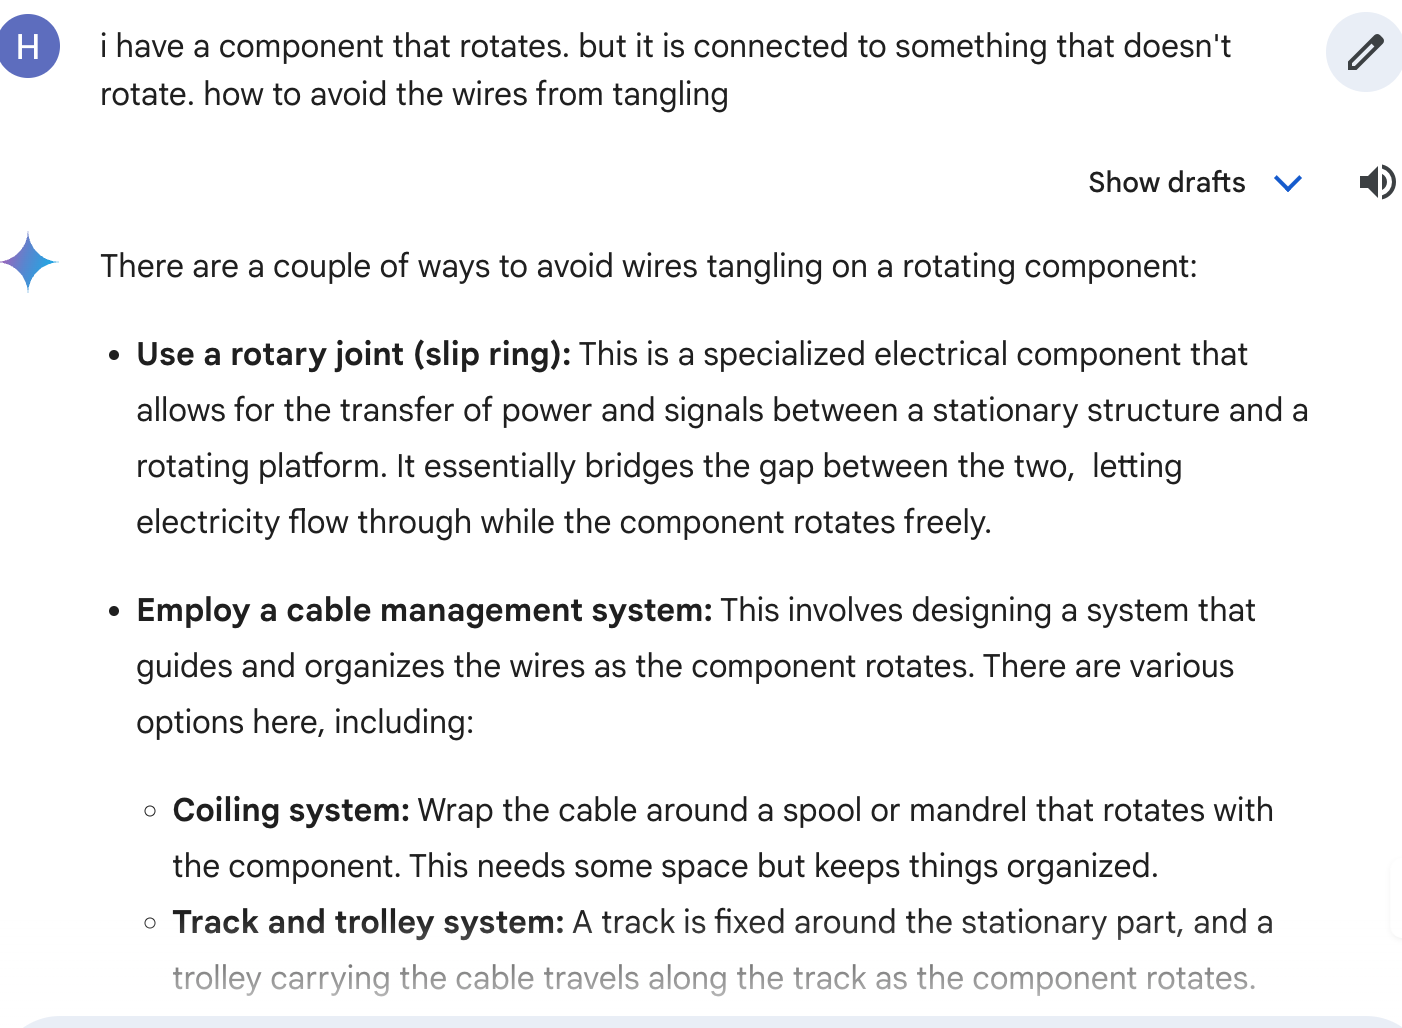 H
i have a component that rotates. but it is connected to something that doesn't
rotate. how to avoid the wires from tangling
Show drafts
There are a couple of ways to avoid wires tangling on a rotating component:
• Use a rotary joint (slip ring): This is a specialized electrical component that
allows for the transfer of power and signals between a stationary structure and a
rotating platform. It essentially bridges the gap between the two,  letting
electricity flow through while the component rotates freely.
• Employ a cable management system: This involves designing a system that
guides and organizes the wires as the component rotates. There are various
options here, including:
○ Coiling system: Wrap the cable around a spool or mandrel that rotates with
the component. This needs some space but keeps things organized.
○ Track and trolley system: A track is fixed around the stationary part, and a
trolley carrying the cable travels along the track as the component rotates.